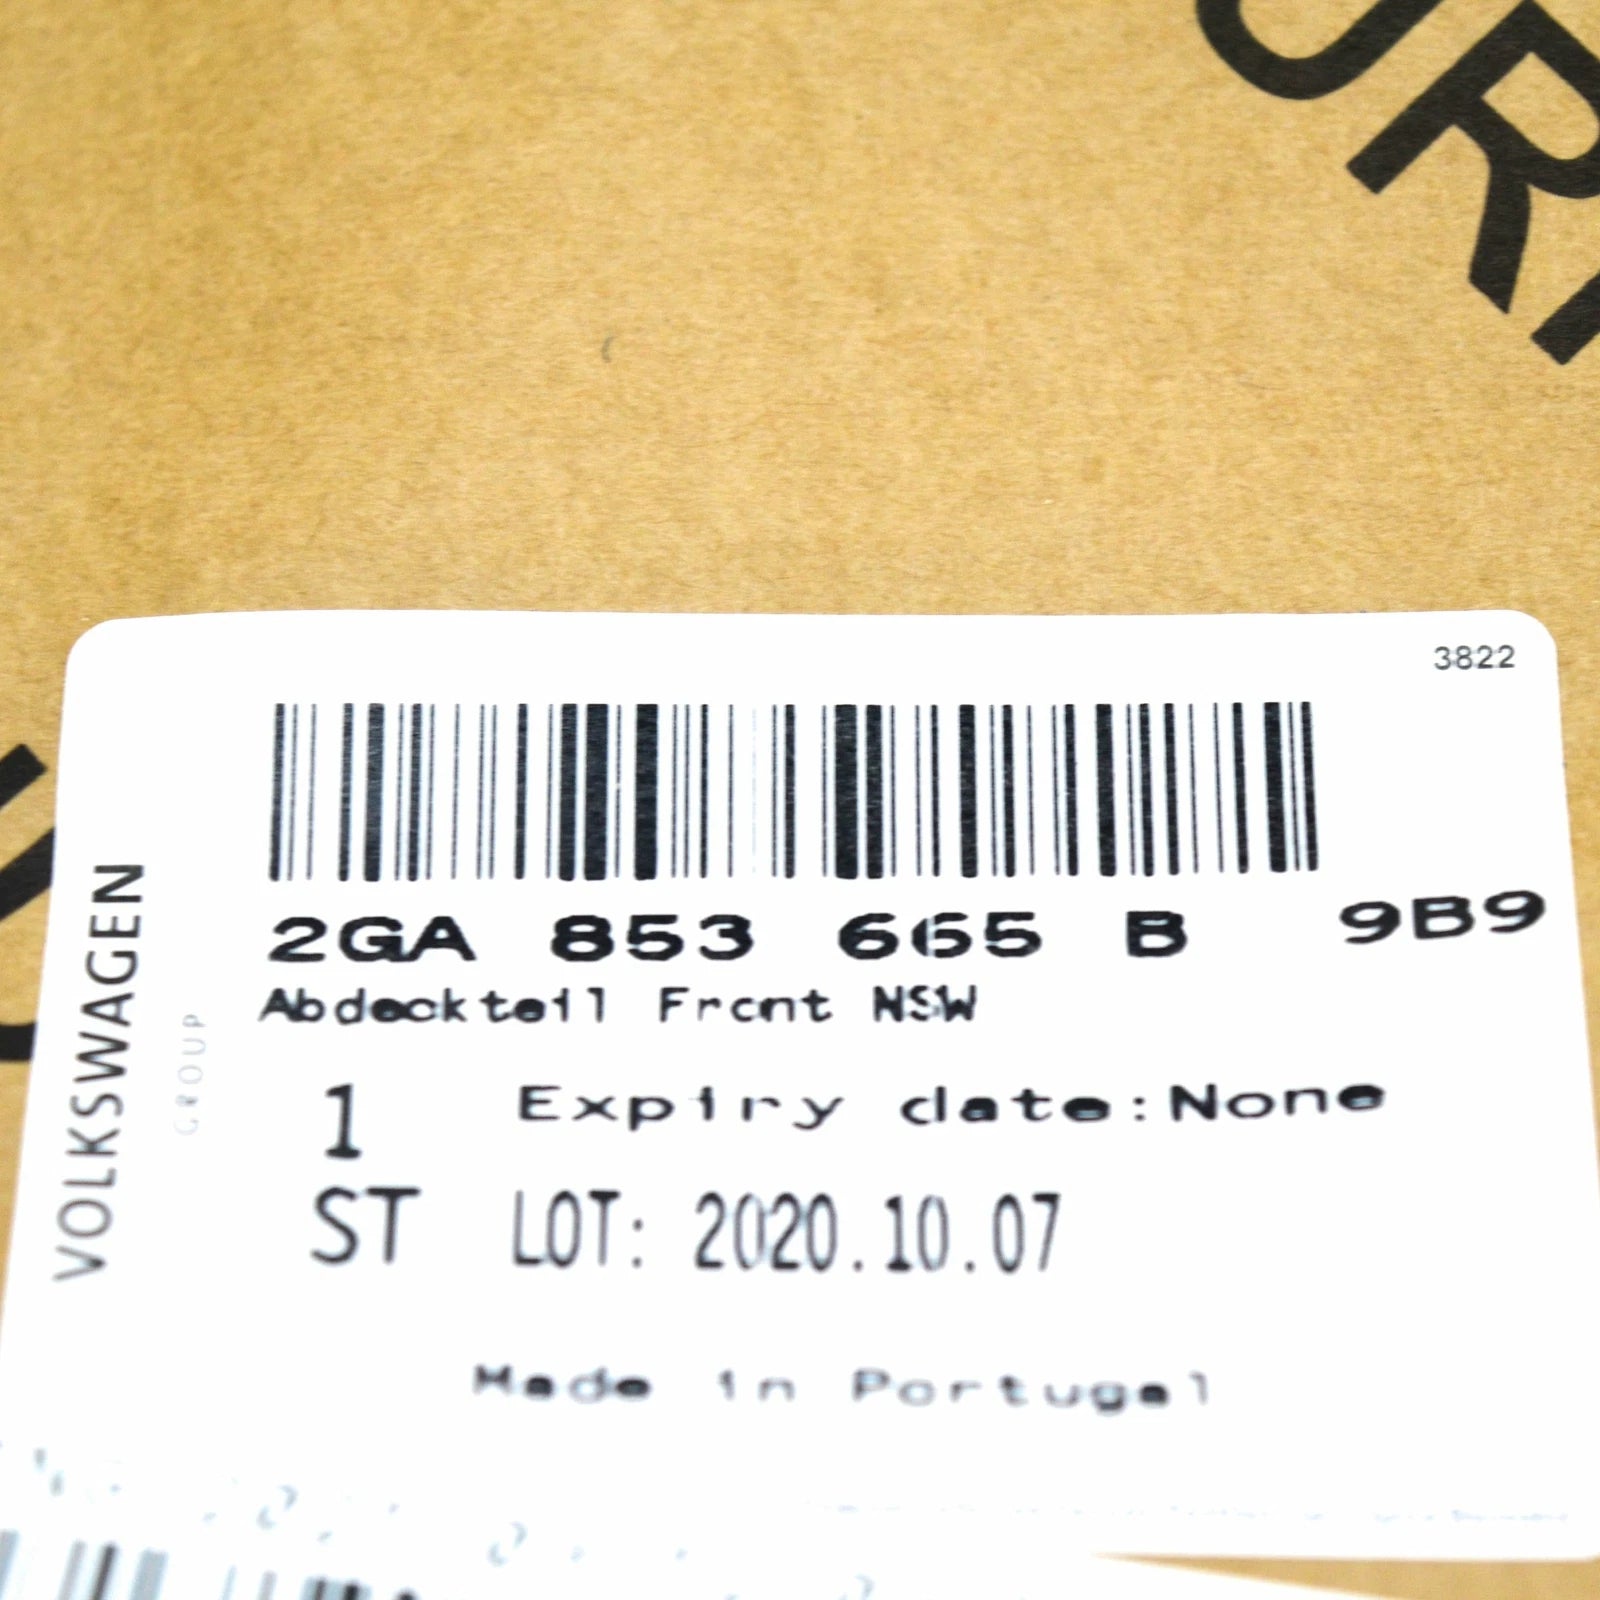 URI
3822
VOLKSWAGEN
GROUP
2GA 853 665 B 9B9
Abdeckteil Front NSW
1 Expiry date:None
ST LOT: 2020.10.07
Made in Portugal